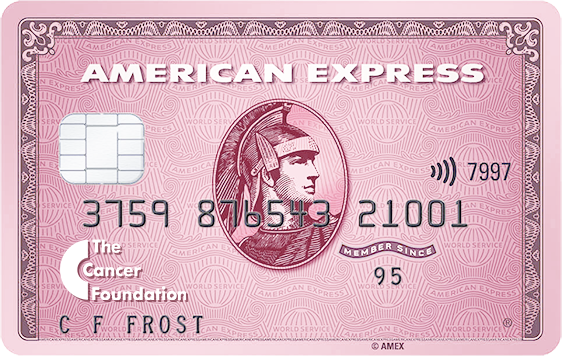 AMERICAN EXPRESS
7997
3759 876543 21001
MEMBER SINCE
95
The
Cancer
Foundation
C F FROST
®
© AMEX